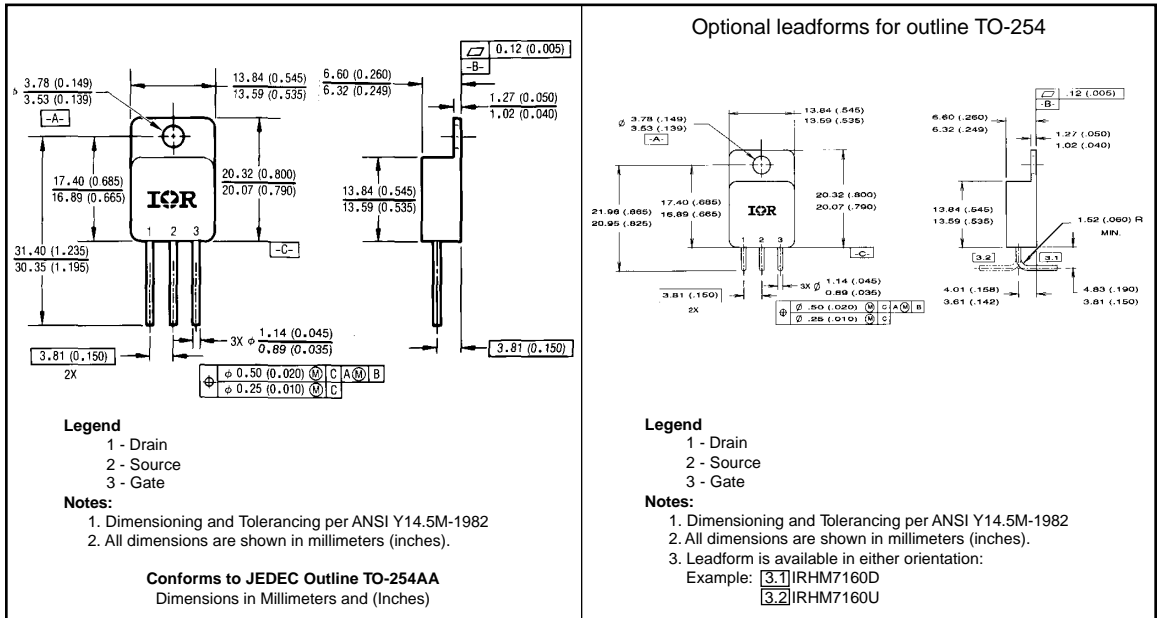 0.12 (0.005)
-B-
3.78 (0.149)
3.53 (0.139)
-A-
13.84 (0.545)
13.59 (0.535)
6.60 (0.260)
6.32 (0.249)
1.27 (0.050)
1.02 (0.040)
17.40 (0.685)
16.89 (0.665)
20.32 (0.800)
20.07 (0.790)
13.84 (0.545)
13.59 (0.535)
IOR
1 2 3
31.40 (1.235)
30.35 (1.195)
-C-
3X ϕ 1.14 (0.045)
0.89 (0.035)
3.81 (0.150)
2X
3.81 (0.150)
ϕ 0.50 (0.020) Ⓜ C A Ⓜ B
ϕ 0.25 (0.010) Ⓜ C
Legend
1 - Drain
2 - Source
3 - Gate
Notes:
1. Dimensioning and Tolerancing per ANSI Y14.5M-1982
2. All dimensions are shown in millimeters (inches).
Conforms to JEDEC Outline TO-254AA
Dimensions in Millimeters and (Inches)
Optional leadforms for outline TO-254
.12 (.005)
-B-
13.84 (.545)
13.59 (.535)
6.60 (.260)
6.32 (.249)
Ø 3.78 (.149)
3.53 (.139)
-A-
1.27 (.050)
1.02 (.040)
20.32 (.800)
20.07 (.790)
17.40 (.685)
16.89 (.665)
21.98 (.865)
20.95 (.825)
IOR
13.84 (.545)
13.59 (.535)
1.52 (.060) R
MIN.
1 2 3
-C-
3.2
3.1
3X Ø 1.14 (.045)
0.89 (.035)
3.81 (.150)
2X
4.01 (.158)
3.61 (.142)
4.83 (.190)
3.81 (.150)
Ø .50 (.020) Ⓜ C A Ⓜ B
Ø .25 (.010) Ⓜ C
Legend
1 - Drain
2 - Source
3 - Gate
Notes:
1. Dimensioning and Tolerancing per ANSI Y14.5M-1982
2. All dimensions are shown in millimeters (inches).
3. Leadform is available in either orientation:
Example: 3.1 IRHM7160D
3.2 IRHM7160U